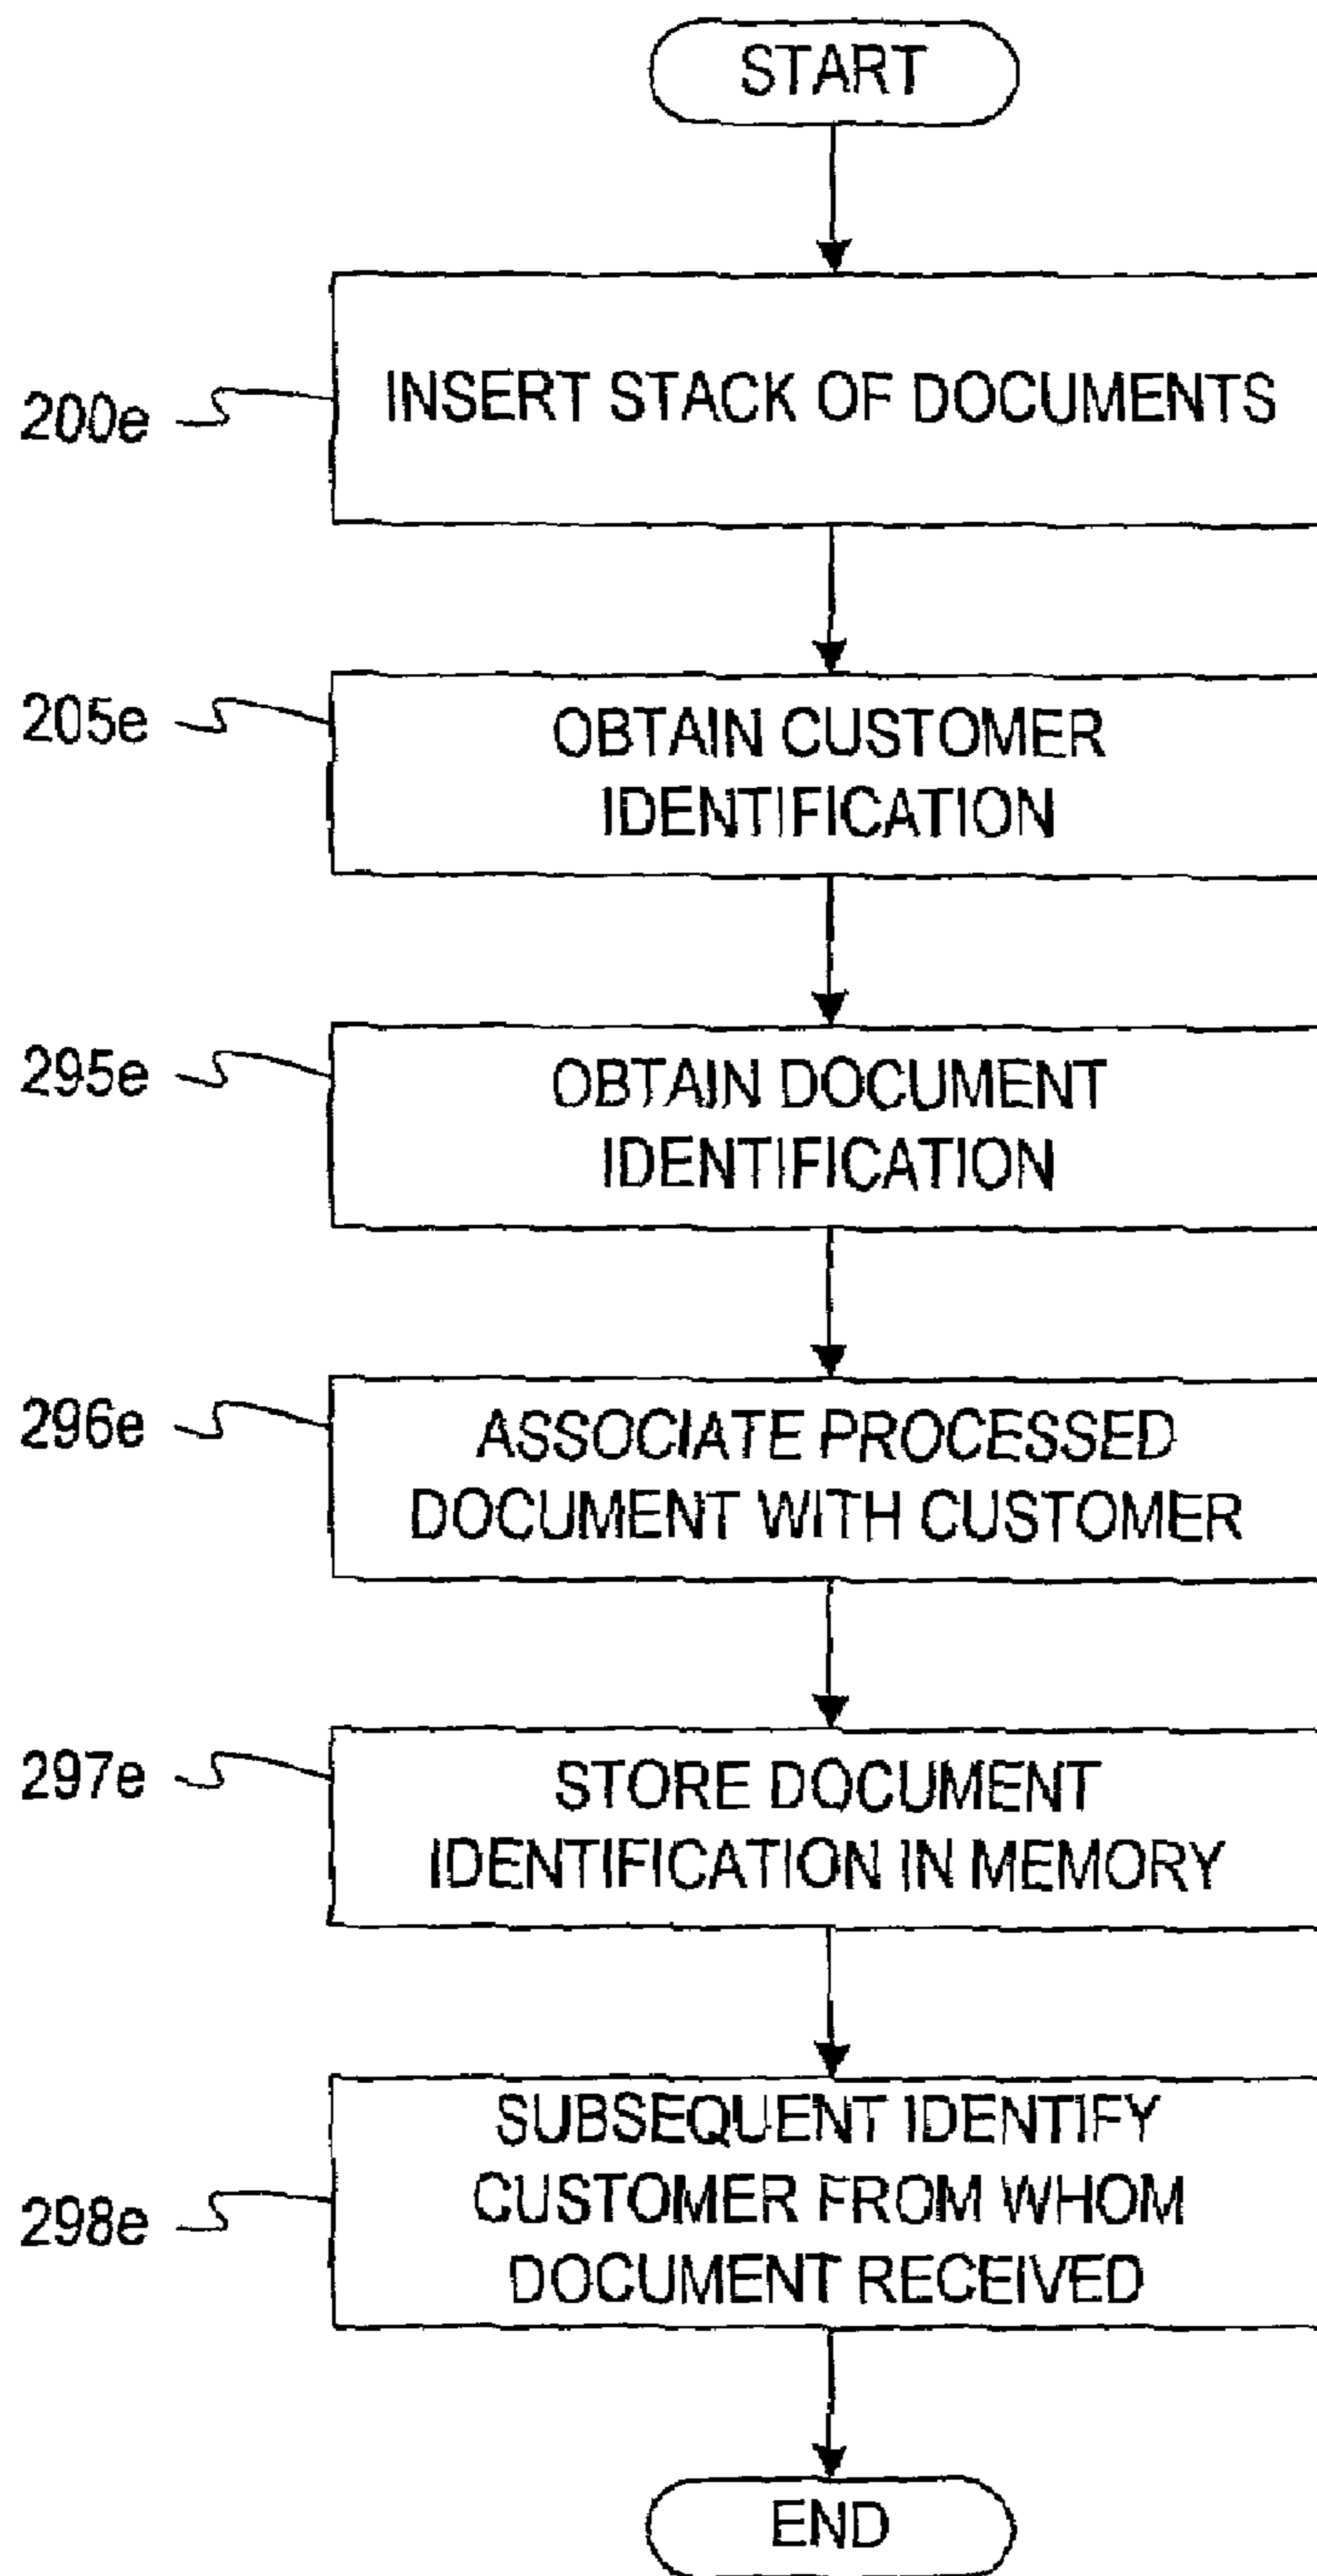 START
200e
INSERT STACK OF DOCUMENTS
205e
OBTAIN CUSTOMER
IDENTIFICATION
295e
OBTAIN DOCUMENT
IDENTIFICATION
296e
ASSOCIATE PROCESSED
DOCUMENT WITH CUSTOMER
297e
STORE DOCUMENT
IDENTIFICATION IN MEMORY
298e
SUBSEQUENT IDENTIFY
CUSTOMER FROM WHOM
DOCUMENT RECEIVED
END